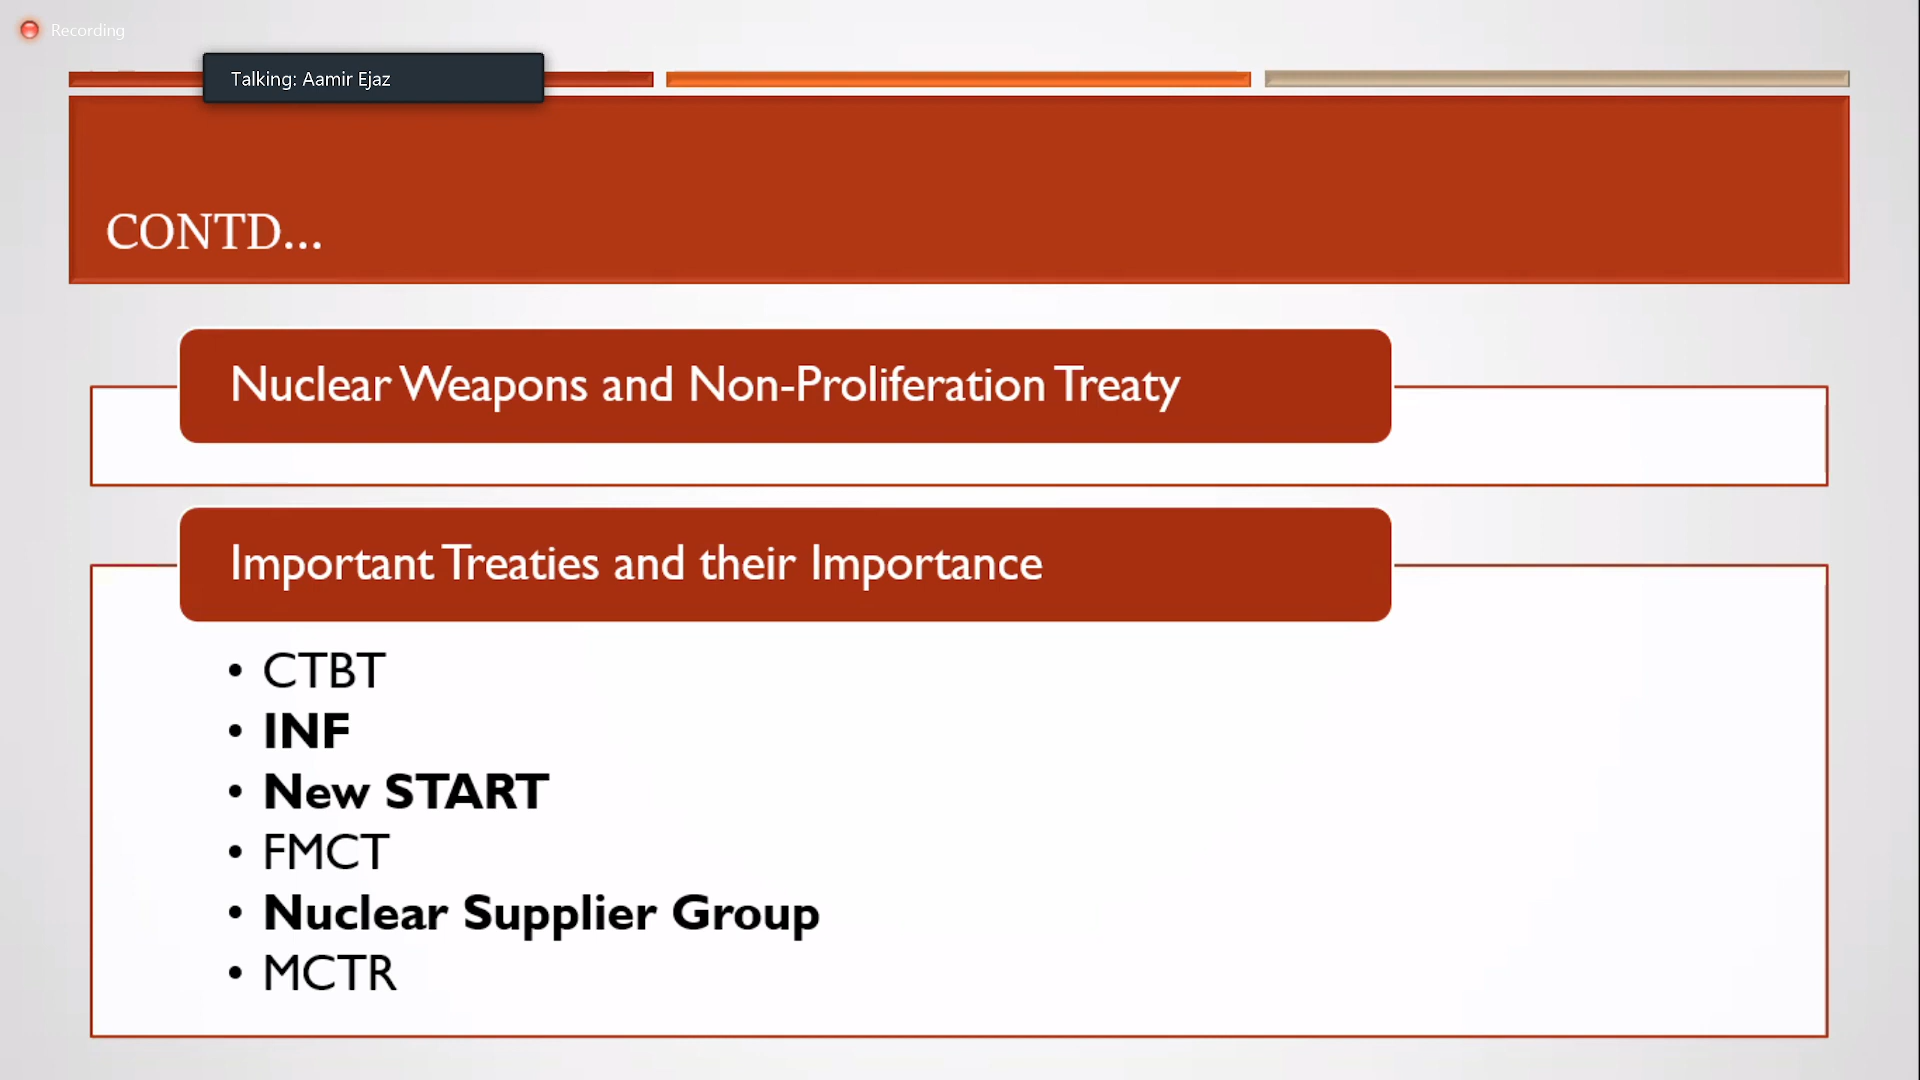 Recording
Talking: Aamir Ejaz
CONTD...
Nuclear Weapons and Non-Proliferation Treaty
Important Treaties and their Importance
• CTBT
• INF
• New START
• FMCT
• Nuclear Supplier Group
• MCTR